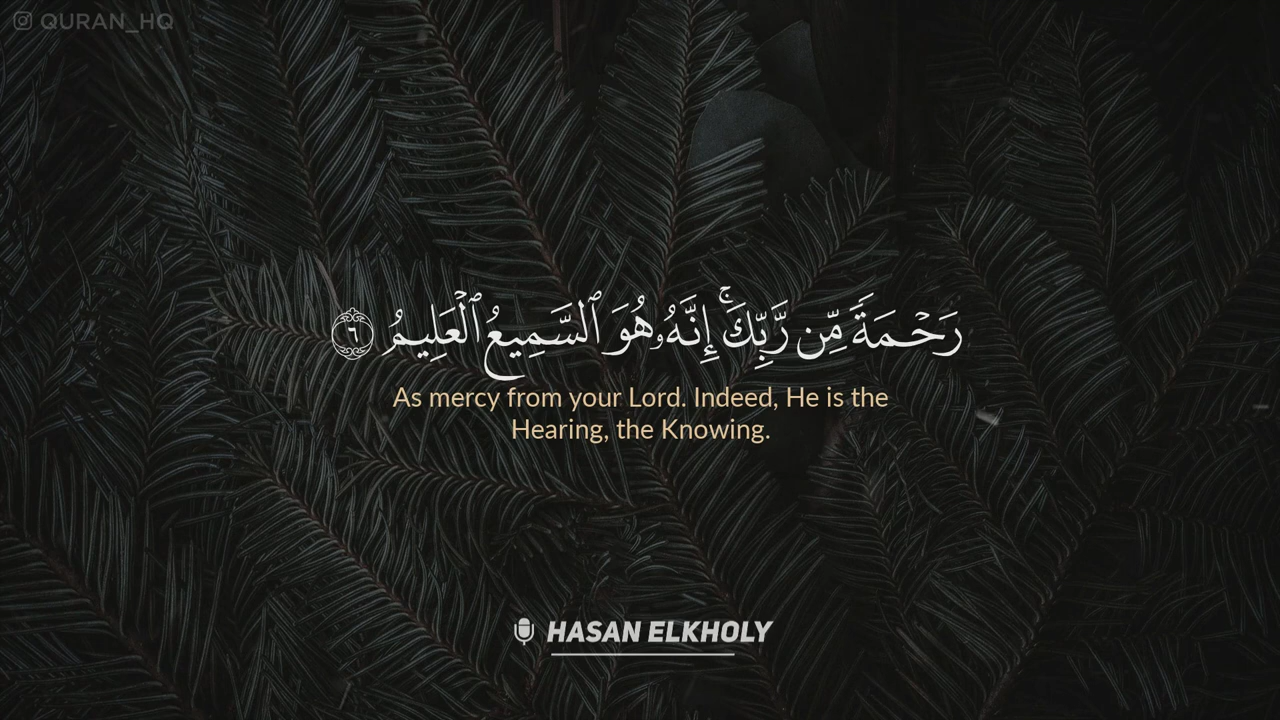 QURAN_HQ
رَحْمَةً مِّن رَّبِّكَ ۚ إِنَّهُۥ هُوَ ٱلسَّمِيعُ ٱلْعَلِيمُ ٦
As mercy from your Lord. Indeed, He is the
Hearing, the Knowing.
HASAN ELKHOLY